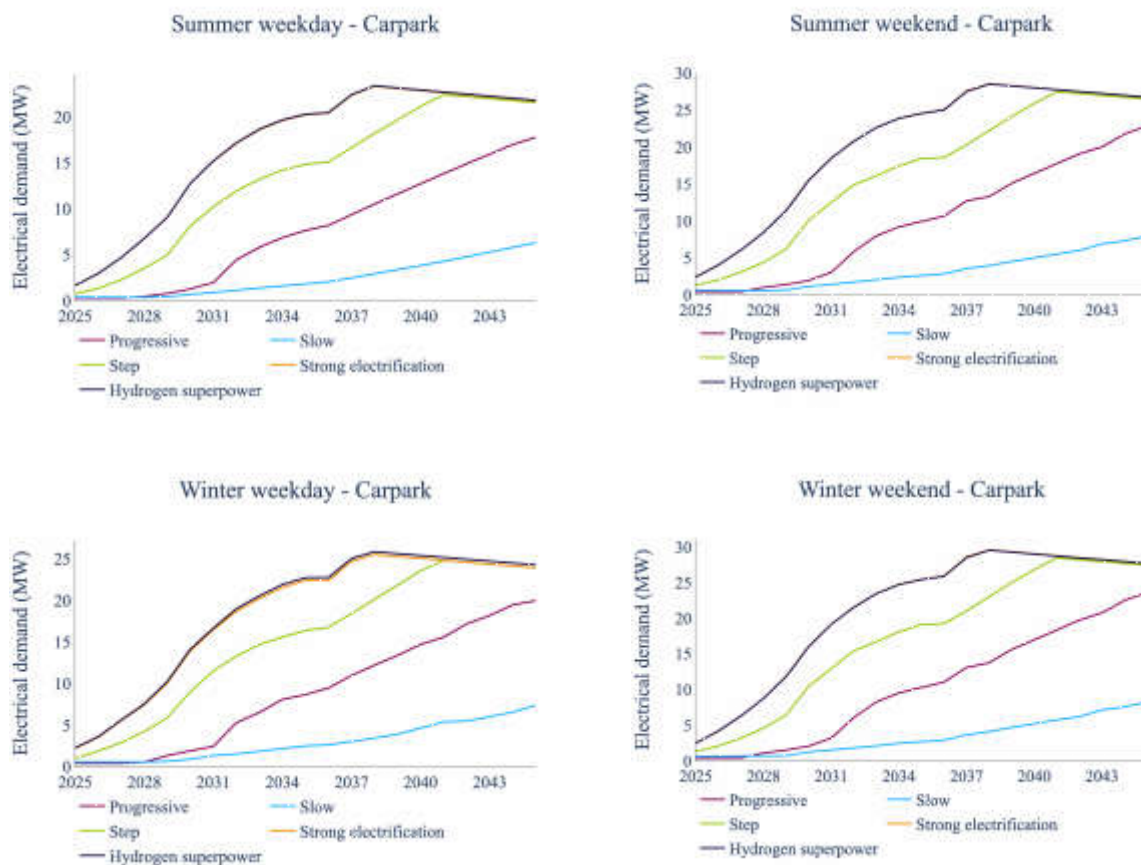 Summer weekday - Carpark
Electrical demand (MW)
20
15
10
5
0
2025 2028 2031 2034 2037 2040 2043
Progressive Slow
Step Strong electrification
Hydrogen superpower
Summer weekend - Carpark
Electrical demand (MW)
30
25
20
15
10
5
0
2025 2028 2031 2034 2037 2040 2043
Progressive Slow
Step Strong electrification
Hydrogen superpower
Winter weekday - Carpark
Electrical demand (MW)
25
20
15
10
5
0
2025 2028 2031 2034 2037 2040 2043
Progressive Slow
Step Strong electrification
Hydrogen superpower
Winter weekend - Carpark
Electrical demand (MW)
30
25
20
15
10
5
0
2025 2028 2031 2034 2037 2040 2043
Progressive Slow
Step Strong electrification
Hydrogen superpower